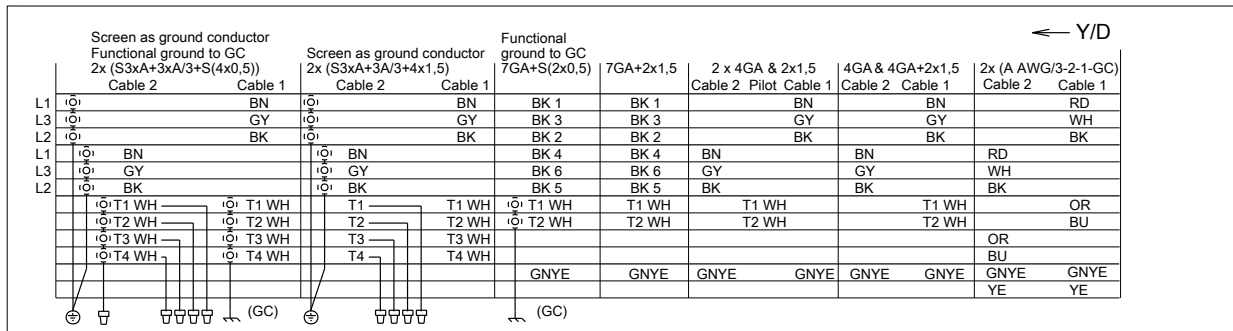 ← Y/D
Screen as ground conductor
Functional ground to GC
2x (S3xA+3xA/3+S(4x0,5))
Screen as ground conductor
2x (S3xA+3A/3+4x1,5)
Functional
ground to GC
7GA+S(2x0,5)
7GA+2x1,5
2 x 4GA & 2x1,5
4GA & 4GA+2x1,5
2x (A AWG/3-2-1-GC)
Cable 2 Cable 1 Cable 2 Cable 1 Cable 2 Pilot Cable 1 Cable 2 Cable 1 Cable 2 Cable 1
L1 BN BN BK 1 BK 1 BN BN RD
L3 GY GY BK 3 BK 3 GY GY WH
L2 BK BK BK 2 BK 2 BK BK BK
L1 BN BN BK 4 BK 4 BN BN RD
L3 GY GY BK 6 BK 6 GY GY WH
L2 BK BK BK 5 BK 5 BK BK BK
T1 WH T1 WH T1 T1 WH T1 WH T1 WH T1 WH T1 WH OR
T2 WH T2 WH T2 T2 WH T2 WH T2 WH T2 WH T2 WH BU
T3 WH T3 WH T3 T3 WH OR
T4 WH T4 WH T4 T4 WH BU
GNYE GNYE GNYE GNYE GNYE GNYE GNYE GNYE
YE YE
(GC) (GC)